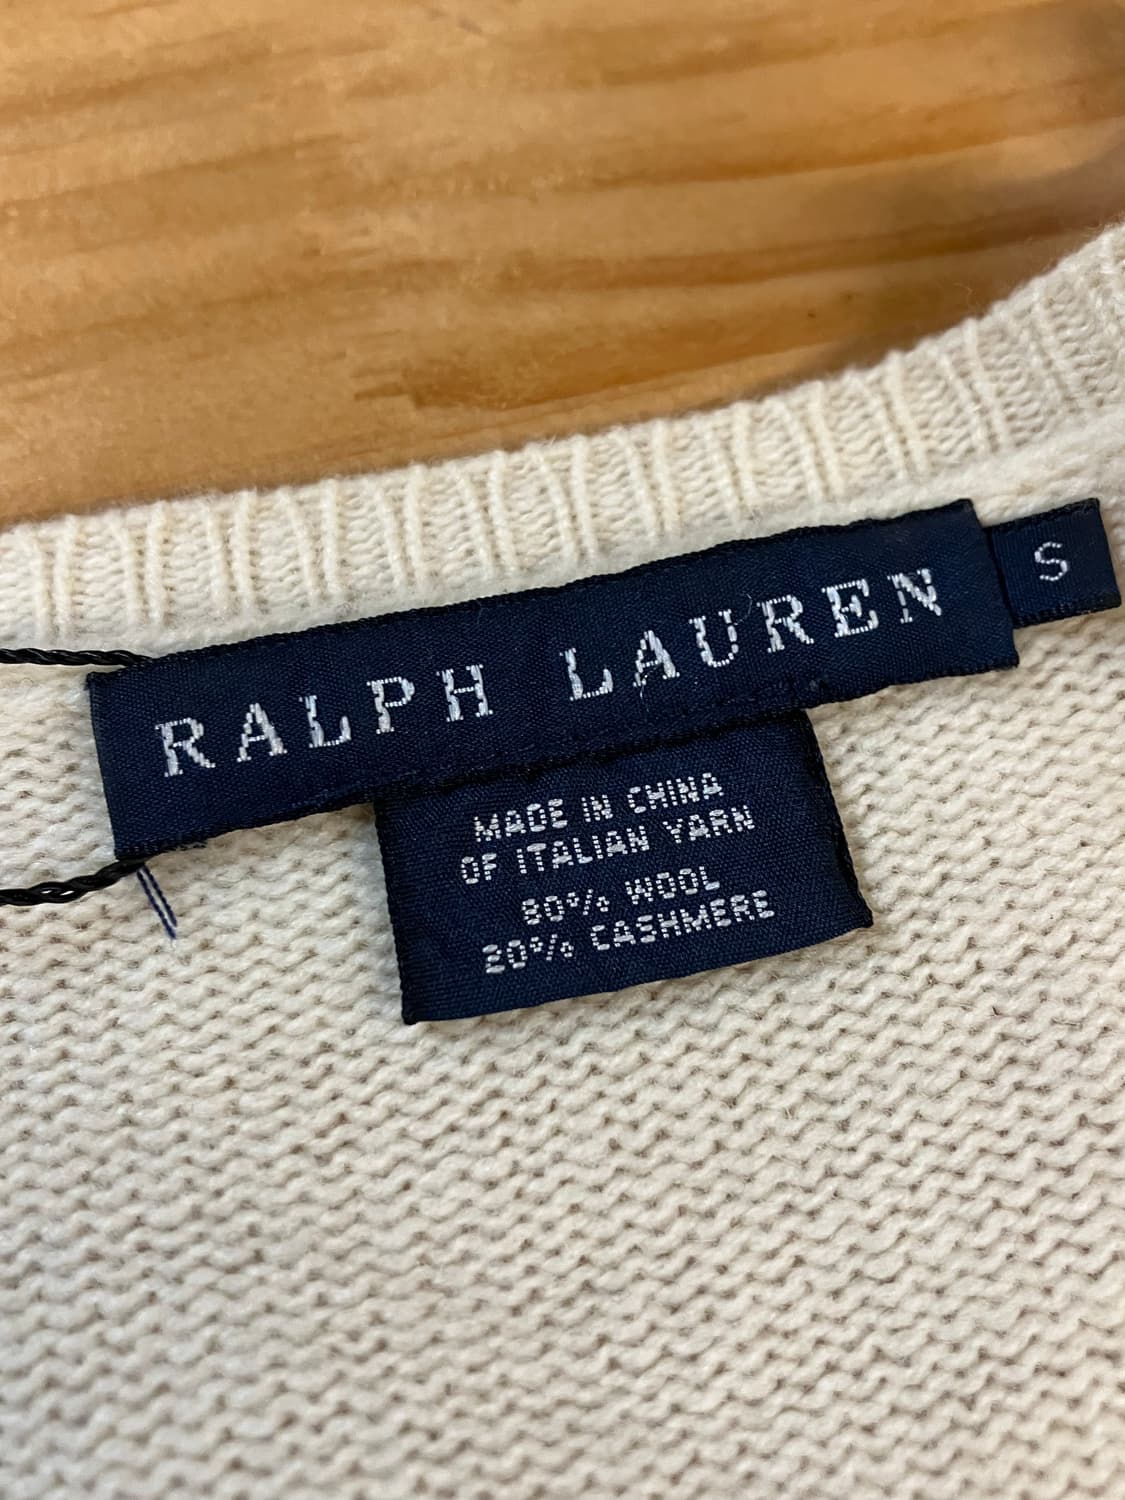 RALPH LAUREN
S
MADE IN CHINA
OF ITALIAN YARN
80% WOOL
20% CASHMERE